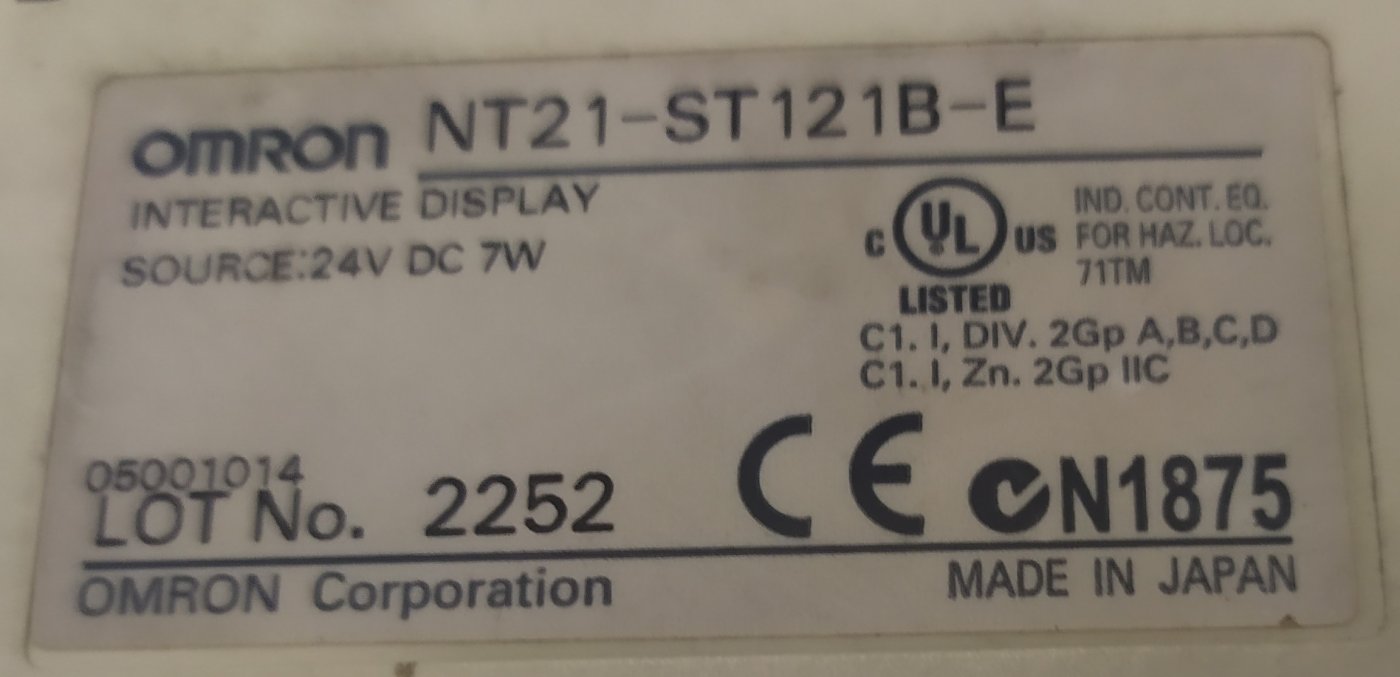 OMRON NT21-ST121B-E
INTERACTIVE DISPLAY
SOURCE:24V DC 7W
C UL US
LISTED
IND. CONT. EQ.
FOR HAZ. LOC.
71TM
C1. I, DIV. 2Gp A,B,C,D
C1. I, Zn. 2Gp IIC
05001014
LOT No. 2252
CE N1875
OMRON Corporation
MADE IN JAPAN